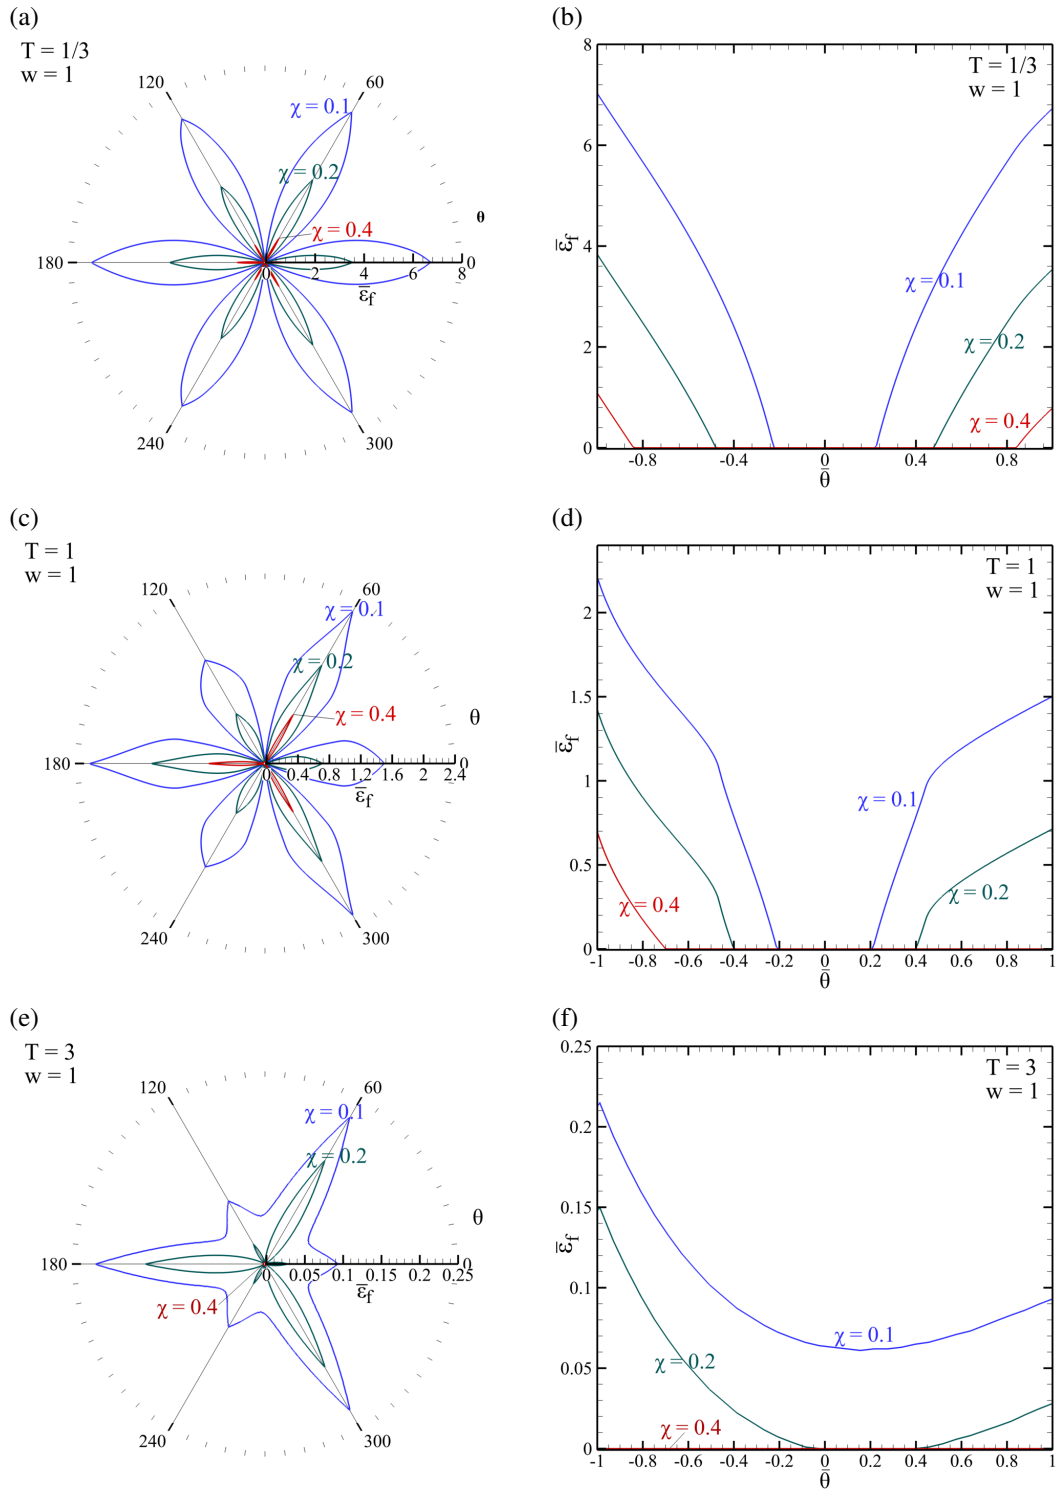 (a)
T = 1/3
w = 1
120
60
χ = 0.1
χ = 0.2
χ = 0.4
θ
180
0
2
4
6
8
0
ε̅f
240
300
(b)
8
6
4
2
0
T = 1/3
w = 1
ε̅f
χ = 0.1
χ = 0.2
χ = 0.4
-0.8
-0.4
0
0.4
0.8
θ̅
(c)
T = 1
w = 1
120
60
χ = 0.1
χ = 0.2
χ = 0.4
θ
180
0
0.4
0.8
1.2
1.6
2
2.4
0
ε̅f
240
300
(d)
T = 1
w = 1
2
1.5
1
0.5
0
ε̅f
χ = 0.1
χ = 0.2
χ = 0.4
-1
-0.8
-0.6
-0.4
-0.2
0
0.2
0.4
0.6
0.8
1
θ̅
(e)
T = 3
w = 1
120
60
χ = 0.1
χ = 0.2
θ
180
0
0.05
0.1
0.15
0.2
0.25
0
ε̅f
χ = 0.4
240
300
(f)
0.25
0.2
0.15
0.1
0.05
0
T = 3
w = 1
ε̅f
χ = 0.1
χ = 0.2
χ = 0.4
-1
-0.8
-0.6
-0.4
-0.2
0
0.2
0.4
0.6
0.8
1
θ̅